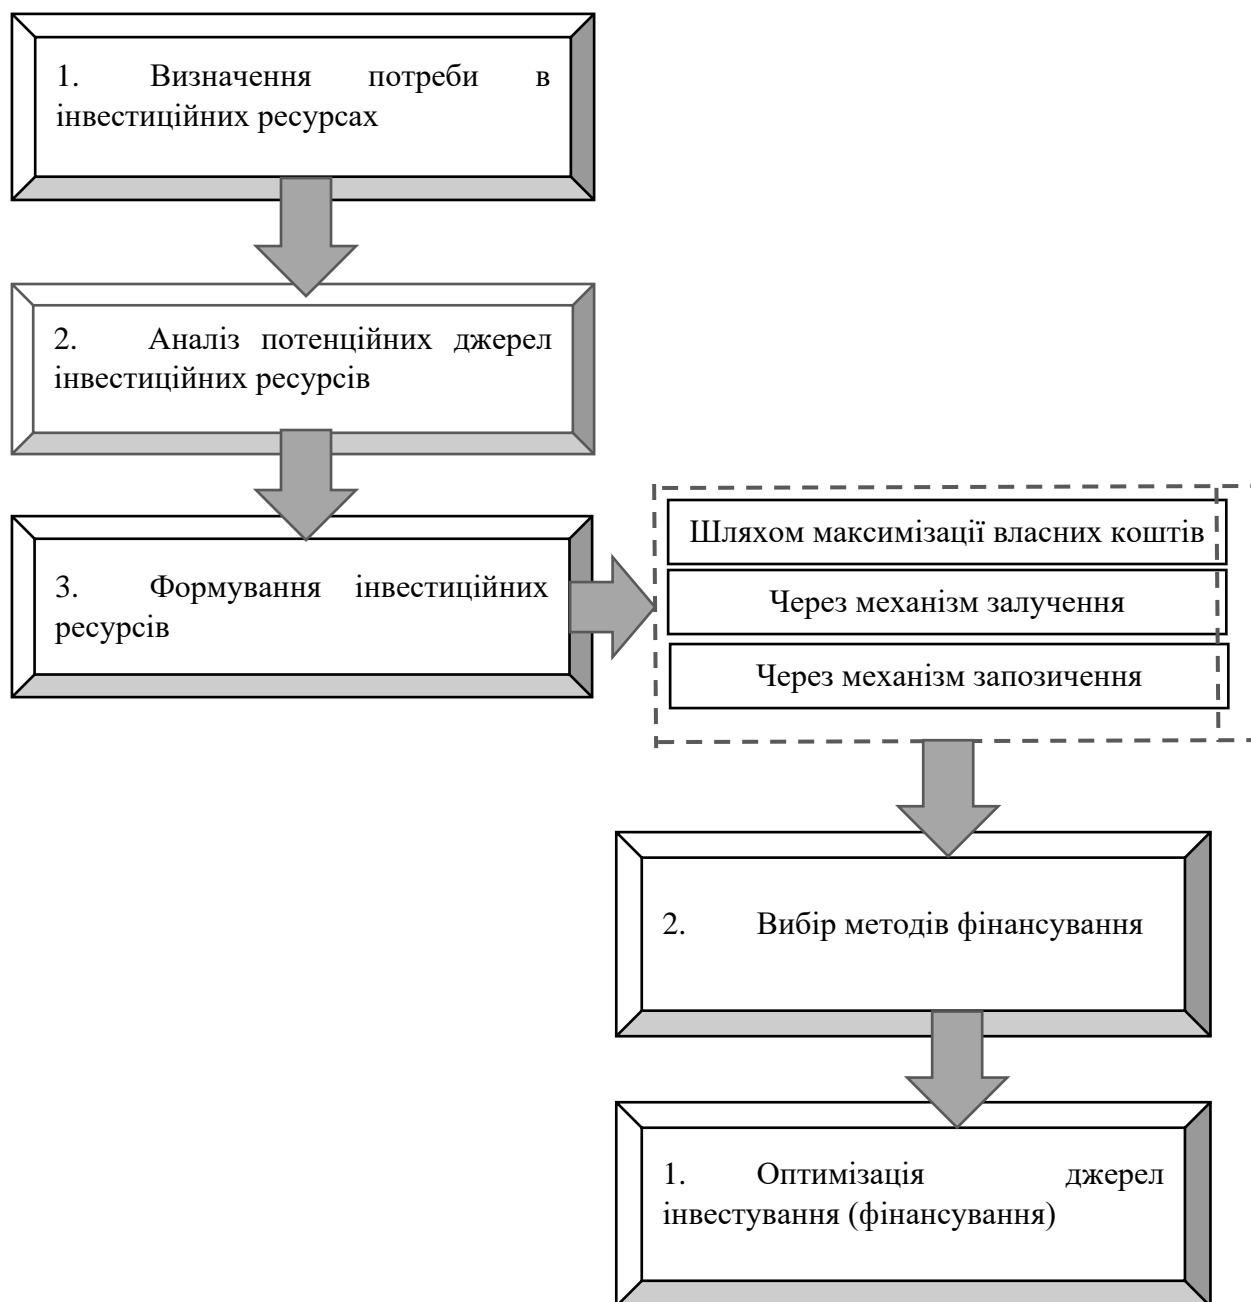 1. Визначення потреби в
інвестиційних ресурсах
2. Аналіз потенційних джерел
інвестиційних ресурсів
3. Формування інвестиційних
ресурсів
Шляхом максимізації власних коштів
Через механізм залучення
Через механізм запозичення
2. Вибір методів фінансування
1. Оптимізація джерел
інвестування (фінансування)